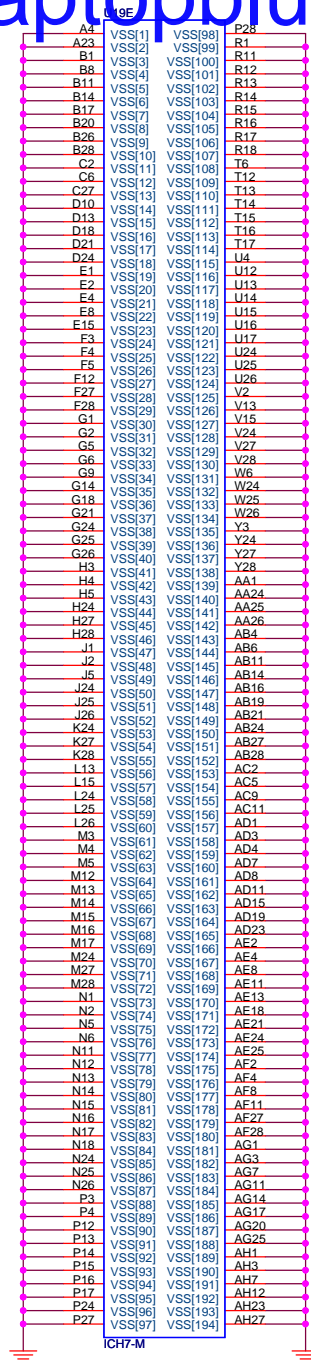 U19E
A4 VSS[1] VSS[98] P28
A23 VSS[2] VSS[99] R1
B1 VSS[3] VSS[100] R11
B8 VSS[4] VSS[101] R12
B11 VSS[5] VSS[102] R13
B14 VSS[6] VSS[103] R14
B17 VSS[7] VSS[104] R15
B20 VSS[8] VSS[105] R16
B26 VSS[9] VSS[106] R17
B28 VSS[10] VSS[107] R18
C2 VSS[11] VSS[108] T6
C6 VSS[12] VSS[109] T12
C27 VSS[13] VSS[110] T13
D10 VSS[14] VSS[111] T14
D13 VSS[15] VSS[112] T15
D18 VSS[16] VSS[113] T16
D21 VSS[17] VSS[114] T17
D24 VSS[18] VSS[115] U4
E1 VSS[19] VSS[116] U12
E2 VSS[20] VSS[117] U13
E4 VSS[21] VSS[118] U14
E8 VSS[22] VSS[119] U15
E15 VSS[23] VSS[120] U16
F3 VSS[24] VSS[121] U17
F4 VSS[25] VSS[122] U24
F5 VSS[26] VSS[123] U25
F12 VSS[27] VSS[124] U26
F27 VSS[28] VSS[125] V2
F28 VSS[29] VSS[126] V13
G1 VSS[30] VSS[127] V15
G2 VSS[31] VSS[128] V24
G5 VSS[32] VSS[129] V27
G6 VSS[33] VSS[130] V28
G9 VSS[34] VSS[131] W6
G14 VSS[35] VSS[132] W24
G18 VSS[36] VSS[133] W25
G21 VSS[37] VSS[134] W26
G24 VSS[38] VSS[135] Y3
G25 VSS[39] VSS[136] Y24
G26 VSS[40] VSS[137] Y27
H3 VSS[41] VSS[138] Y28
H4 VSS[42] VSS[139] AA1
H5 VSS[43] VSS[140] AA24
H24 VSS[44] VSS[141] AA25
H27 VSS[45] VSS[142] AA26
H28 VSS[46] VSS[143] AB4
J1 VSS[47] VSS[144] AB6
J2 VSS[48] VSS[145] AB11
J5 VSS[49] VSS[146] AB14
J24 VSS[50] VSS[147] AB16
J25 VSS[51] VSS[148] AB19
J26 VSS[52] VSS[149] AB21
K24 VSS[53] VSS[150] AB24
K27 VSS[54] VSS[151] AB27
K28 VSS[55] VSS[152] AB28
L13 VSS[56] VSS[153] AC2
L15 VSS[57] VSS[154] AC5
L24 VSS[58] VSS[155] AC9
L25 VSS[59] VSS[156] AC11
L26 VSS[60] VSS[157] AD1
M3 VSS[61] VSS[158] AD3
M4 VSS[62] VSS[159] AD4
M5 VSS[63] VSS[160] AD7
M12 VSS[64] VSS[161] AD8
M13 VSS[65] VSS[162] AD11
M14 VSS[66] VSS[163] AD15
M15 VSS[67] VSS[164] AD19
M16 VSS[68] VSS[165] AD23
M17 VSS[69] VSS[166] AE2
M24 VSS[70] VSS[167] AE4
M27 VSS[71] VSS[168] AE8
M28 VSS[72] VSS[169] AE11
N1 VSS[73] VSS[170] AE13
N2 VSS[74] VSS[171] AE18
N5 VSS[75] VSS[172] AE21
N6 VSS[76] VSS[173] AE24
N11 VSS[77] VSS[174] AE25
N12 VSS[78] VSS[175] AF2
N13 VSS[79] VSS[176] AF4
N14 VSS[80] VSS[177] AF8
N15 VSS[81] VSS[178] AF11
N16 VSS[82] VSS[179] AF27
N17 VSS[83] VSS[180] AF28
N18 VSS[84] VSS[181] AG1
N24 VSS[85] VSS[182] AG3
N25 VSS[86] VSS[183] AG7
N26 VSS[87] VSS[184] AG11
P3 VSS[88] VSS[185] AG14
P4 VSS[89] VSS[186] AG17
P12 VSS[90] VSS[187] AG20
P13 VSS[91] VSS[188] AG25
P14 VSS[92] VSS[189] AH1
P15 VSS[93] VSS[190] AH3
P16 VSS[94] VSS[191] AH7
P17 VSS[95] VSS[192] AH12
P24 VSS[96] VSS[193] AH23
P27 VSS[97] VSS[194] AH27
ICH7-M